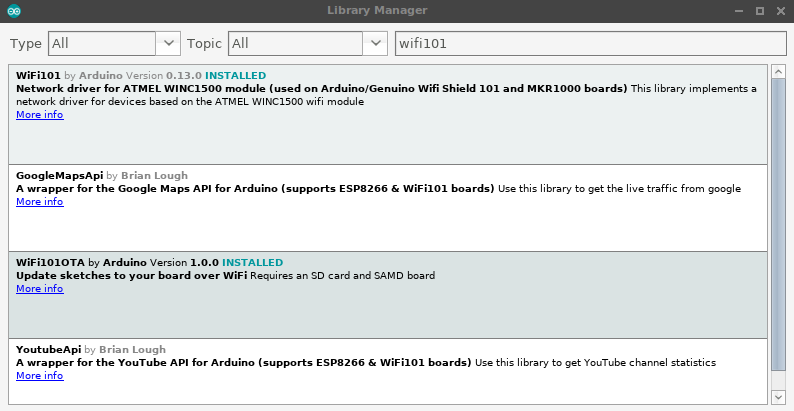 Library Manager
Type All Topic All wifi101
WiFi101 by Arduino Version 0.13.0 INSTALLED
Network driver for ATMEL WINC1500 module (used on Arduino/Genuino Wifi Shield 101 and MKR1000 boards) This library implements a
network driver for devices based on the ATMEL WINC1500 wifi module
More info
GoogleMapsApi by Brian Lough
A wrapper for the Google Maps API for Arduino (supports ESP8266 & WiFi101 boards) Use this library to get the live traffic from google
More info
WiFi101OTA by Arduino Version 1.0.0 INSTALLED
Update sketches to your board over WiFi Requires an SD card and SAMD board
More info
YoutubeApi by Brian Lough
A wrapper for the YouTube API for Arduino (supports ESP8266 & WiFi101 boards) Use this library to get YouTube channel statistics
More info